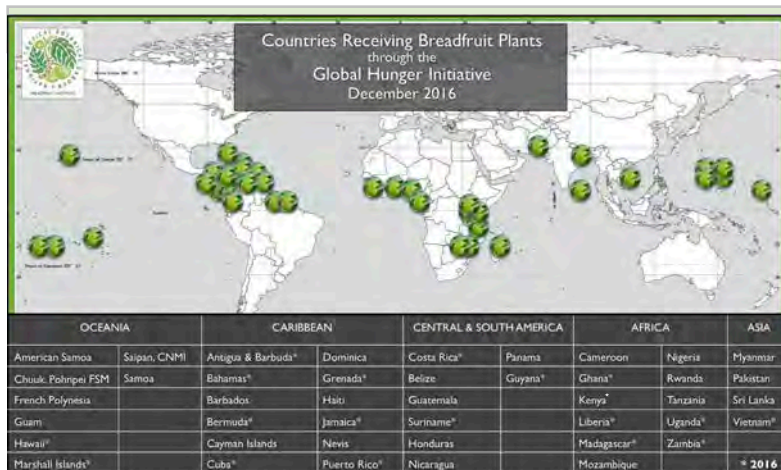 Countries Receiving Breadfruit Plants
through the
Global Hunger Initiative
December 2016
OCEANIA CARIBBEAN CENTRAL & SOUTH AMERICA AFRICA ASIA
American Samoa Saipan, CNMI Antigua & Barbuda* Dominica Costa Rica* Panama Cameroon Nigeria Myanmar
Chuuk. Pohnpei FSM Samoa Bahamas* Grenada* Belize Guyana* Ghana* Rwanda Pakistan
French Polynesia Barbados Haiti Guatemala Kenya* Tanzania Sri Lanka
Guam Bermuda* Jamaica* Suriname* Liberia* Uganda* Vietnam*
Hawaii* Cayman Islands Nevis Honduras Madagascar* Zambia*
Marshall Islands* Cuba* Puerto Rico* Nicaragua Mozambique * 2016